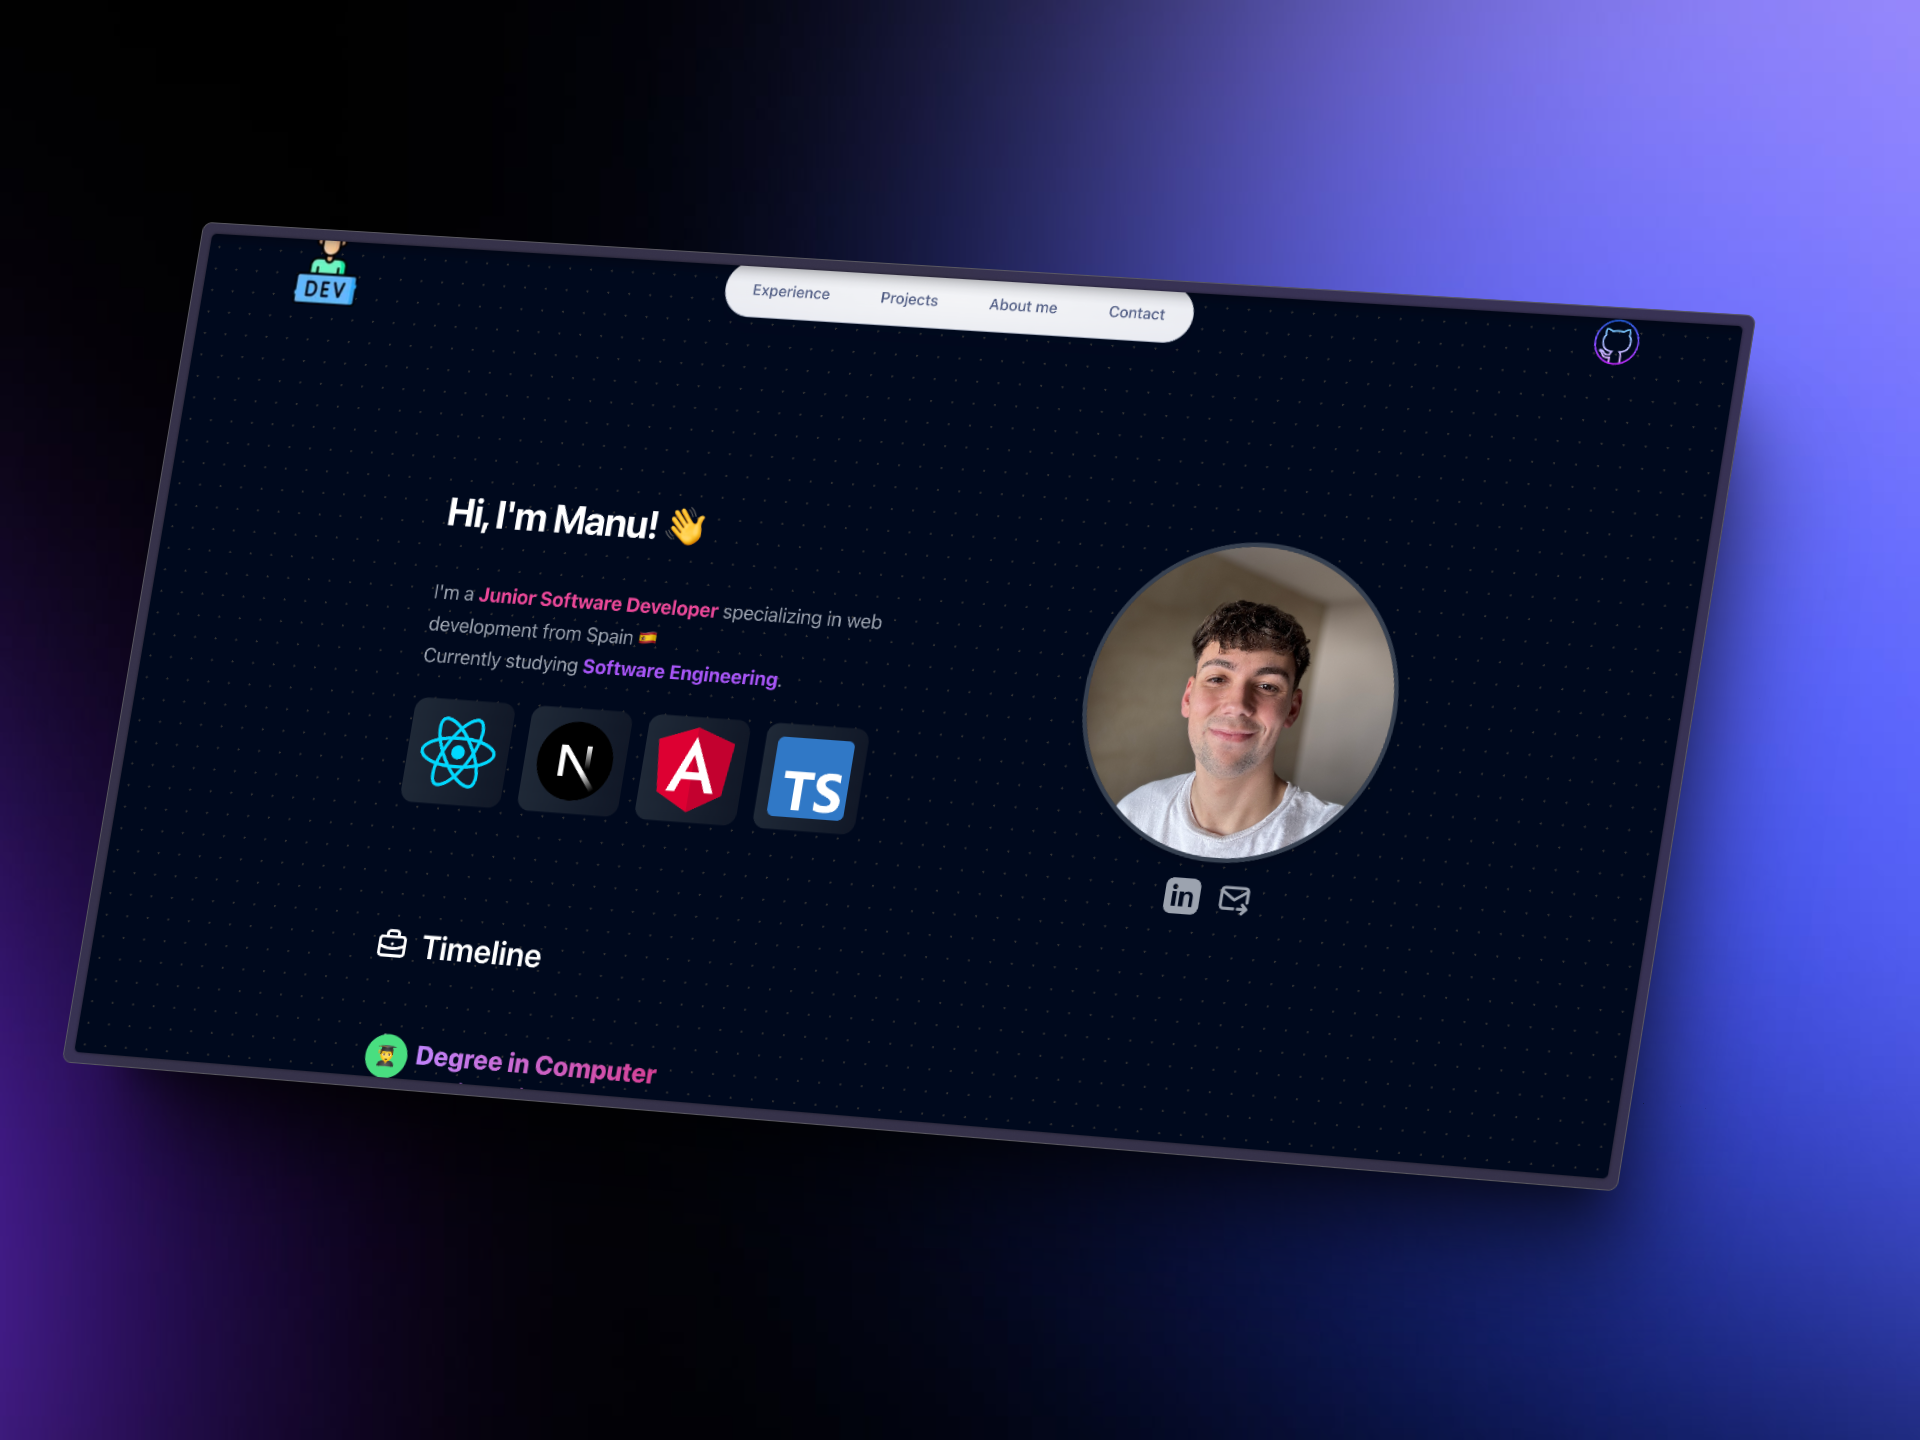 DEV
Experience Projects About me Contact
Hi, I'm Manu! 👋
I'm a Junior Software Developer specializing in web
development from Spain 🇪🇸
Currently studying Software Engineering.
N
A
TS
in
Timeline
Degree in Computer